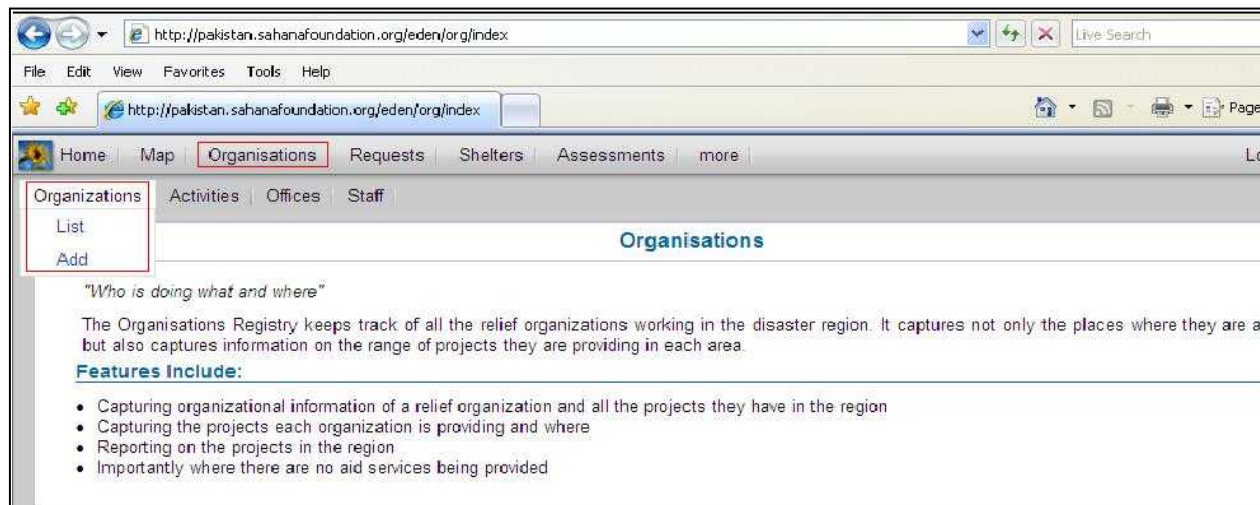 http://pakistan.sahanafoundation.org/eden/org/index Live Search
File Edit View Favorites Tools Help
http://pakistan.sahanafoundation.org/eden/org/index Page
Home Map Organisations Requests Shelters Assessments more Lo
Organizations Activities Offices Staff
List
Add
Organisations
"Who is doing what and where"
The Organisations Registry keeps track of all the relief organizations working in the disaster region. It captures not only the places where they are a
but also captures information on the range of projects they are providing in each area.
Features Include:
• Capturing organizational information of a relief organization and all the projects they have in the region
• Capturing the projects each organization is providing and where
• Reporting on the projects in the region
• Importantly where there are no aid services being provided